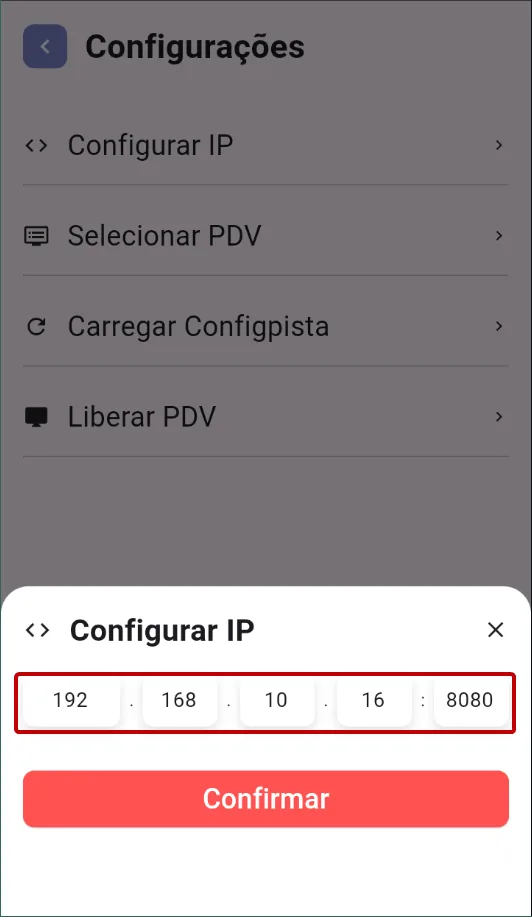 Configurações
Configurar IP
Selecionar PDV
Carregar Configpista
Liberar PDV
Configurar IP
192 . 168 . 10 . 16 : 8080
Confirmar